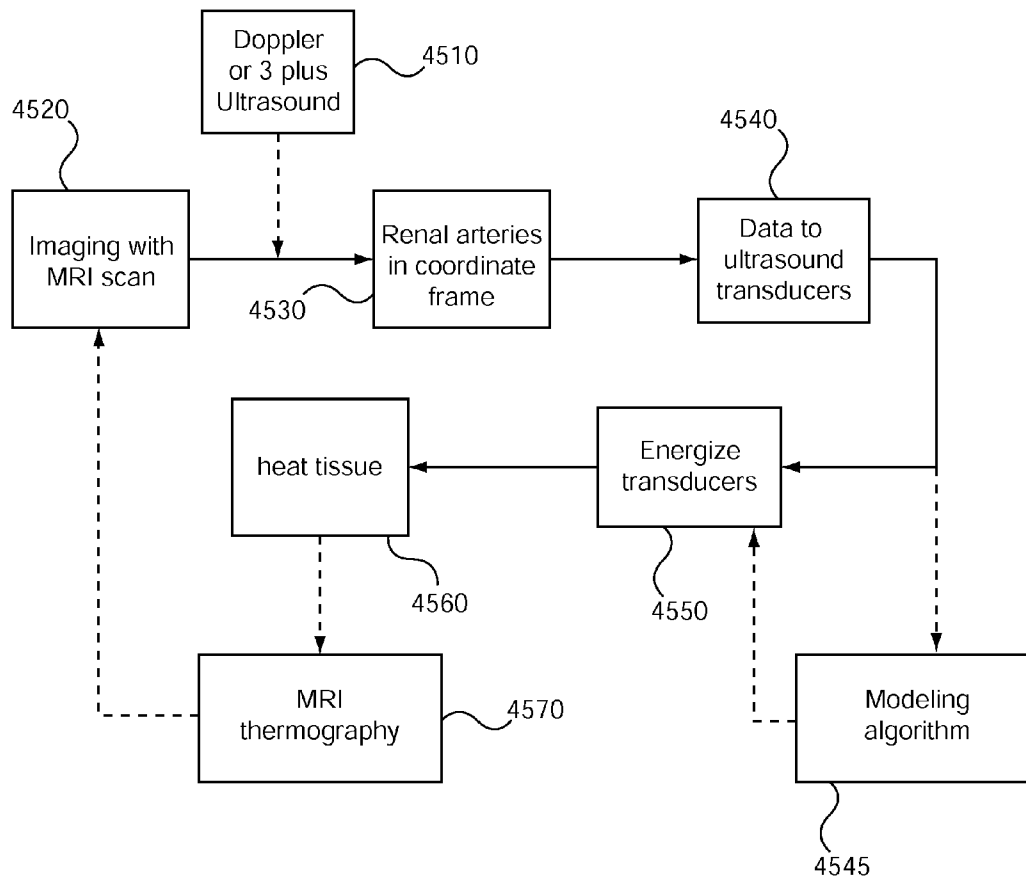 Doppler
or 3 plus
Ultrasound
4510
4520
4540
Imaging with
MRI scan
Renal arteries
in coordinate
frame
4530
Data to
ultrasound
transducers
heat tissue
Energize
transducers
4560
4550
MRI
thermography
4570
Modeling
algorithm
4545